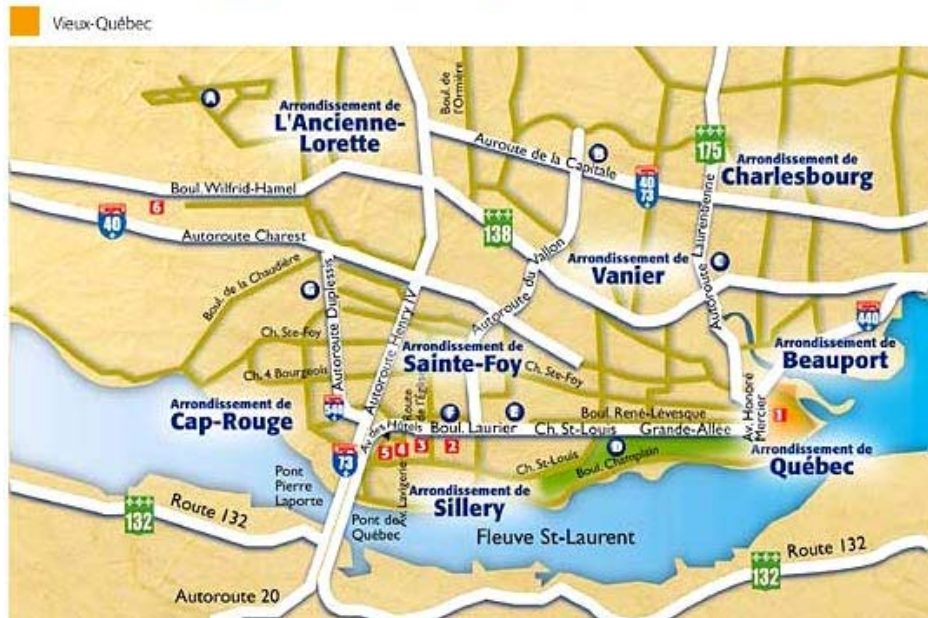 Vieux-Québec
A
Arrondissement de
L'Ancienne-
Lorette
Boul. de
l'Ormière
Auroute de la Capitale
40
73
175
Arrondissement de
Charlesbourg
Boul. Wilfrid-Hamel
6
40
Autoroute Charest
138
Autoroute du Vallon
Arrondissement de
Vanier
C
Autoroute Laurentienne
Boul. de la Chaudière
G
Autoroute Duplessis
Autoroute Henry IV
440
Ch. Ste-Foy
Arrondissement de
Sainte-Foy
Ch. Ste-Foy
Arrondissement de
Beauport
Ch. 4 Bourgeois
Route
de l'Église
540
Arrondissement de
Cap-Rouge
Av. des Hôtels
F
E
Boul. Laurier
Ch. St-Louis
Boul. René-Lévesque
Grande-Allée
Av. Honoré
Mercier
1
73
5
4
3
2
Ch. St-Louis
D
Boul. Champlain
Arrondissement de
Québec
Pont
Pierre
Laporte
Av. Lavigerie
Arrondissement de
Sillery
Route 132
132
Pont de
Québec
Fleuve St-Laurent
Route 132
132
Autoroute 20